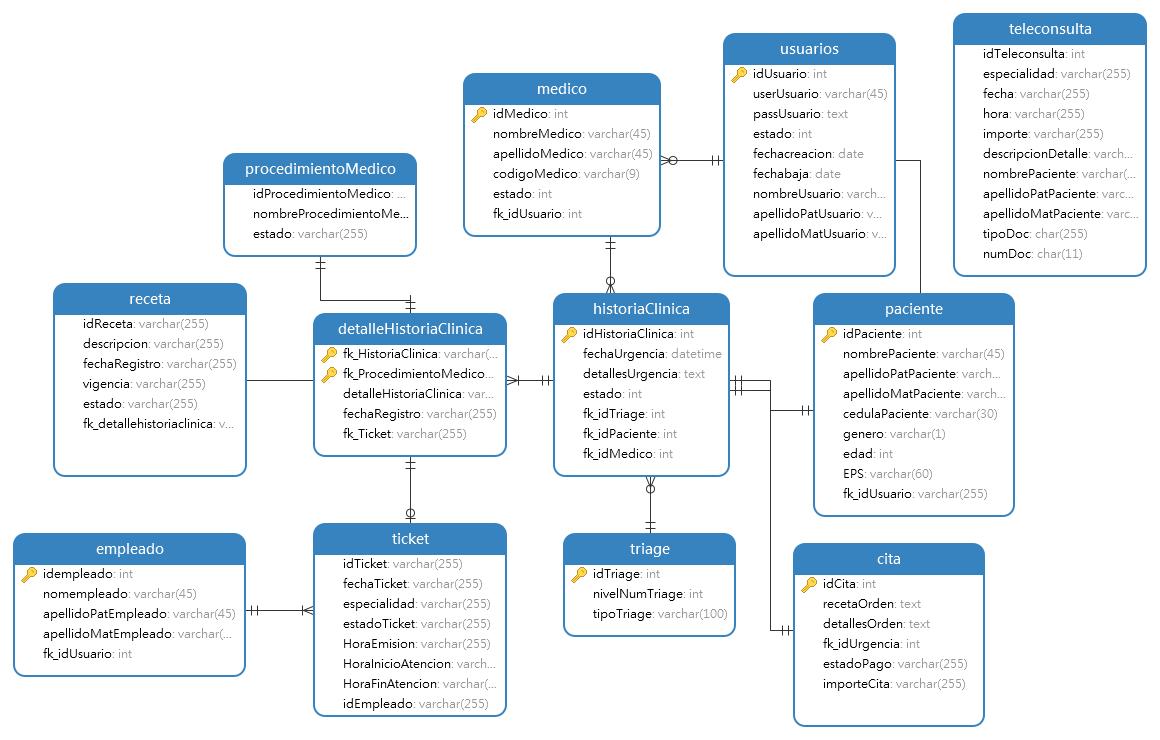 teleconsulta
idTeleconsulta: int
especialidad: varchar(255)
fecha: varchar(255)
hora: varchar(255)
importe: varchar(255)
descripcionDetalle: varch...
nombrePaciente: varchar(...
apellidoPatPaciente: varc...
apellidoMatPaciente: varc...
tipoDoc: char(255)
numDoc: char(11)
usuarios
idUsuario: int
userUsuario: varchar(45)
passUsuario: text
estado: int
fechacreacion: date
fechabaja: date
nombreUsuario: varch...
apellidoPatUsuario: v...
apellidoMatUsuario: v...
medico
idMedico: int
nombreMedico: varchar(45)
apellidoMedico: varchar(45)
codigoMedico: varchar(9)
estado: int
fk_idUsuario: int
procedimientoMedico
idProcedimientoMedico: ...
nombreProcedimientoMe...
estado: varchar(255)
receta
idReceta: varchar(255)
descripcion: varchar(255)
fechaRegistro: varchar(255)
vigencia: varchar(255)
estado: varchar(255)
fk_detallehistoriaclinica: v...
detalleHistoriaClinica
fk_HistoriaClinica: varchar(...
fk_ProcedimientoMedico...
detalleHistoriaClinica: var...
fechaRegistro: varchar(255)
fk_Ticket: varchar(255)
historiaClinica
idHistoriaClinica: int
fechaUrgencia: datetime
detallesUrgencia: text
estado: int
fk_idTriage: int
fk_idPaciente: int
fk_idMedico: int
paciente
idPaciente: int
nombrePaciente: varchar(45)
apellidoPatPaciente: varch...
apellidoMatPaciente: varch...
cedulaPaciente: varchar(30)
genero: varchar(1)
edad: int
EPS: varchar(60)
fk_idUsuario: varchar(255)
empleado
idempleado: int
nomempleado: varchar(45)
apellidoPatEmpleado: varchar(45)
apellidoMatEmpleado: varchar(...
fk_idUsuario: int
ticket
idTicket: varchar(255)
fechaTicket: varchar(255)
especialidad: varchar(255)
estadoTicket: varchar(255)
HoraEmision: varchar(255)
HoraInicioAtencion: varch...
HoraFinAtencion: varchar(...
idEmpleado: varchar(255)
triage
idTriage: int
nivelNumTriage: int
tipoTriage: varchar(100)
cita
idCita: int
recetaOrden: text
detallesOrden: text
fk_idUrgencia: int
estadoPago: varchar(255)
importeCita: varchar(255)